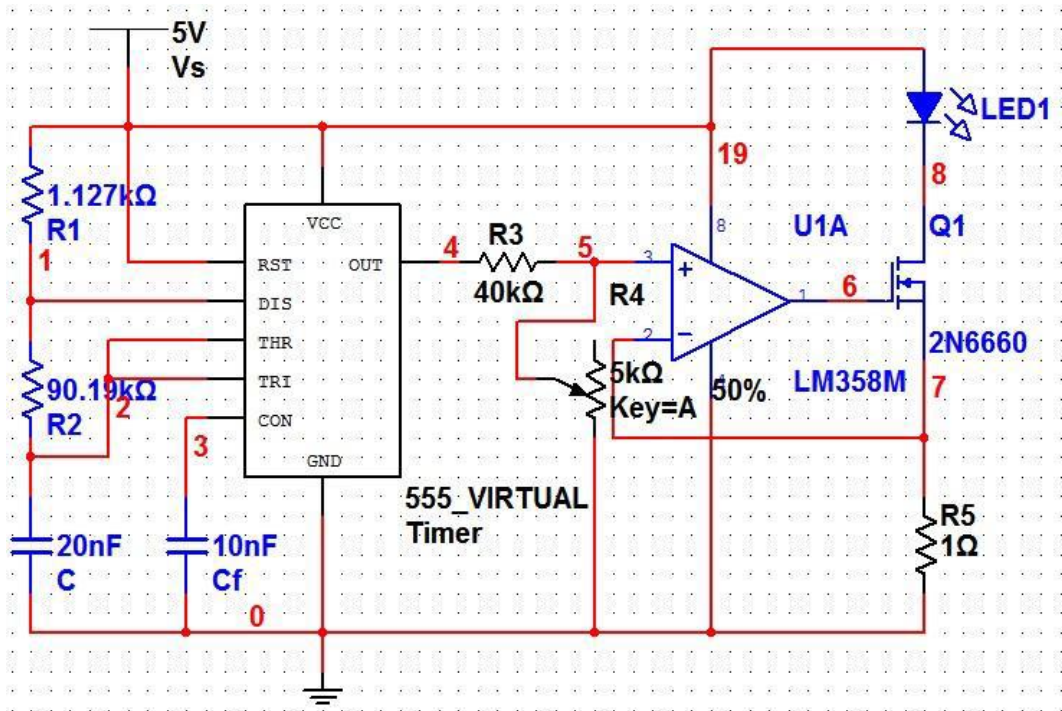 5V
Vs
LED1
19
8
1.127kΩ
R1
VCC
U1A
Q1
8
1
4
R3
5
RST
OUT
3
40kΩ
R4
+
DIS
1
6
THR
2
−
2N6660
90.19kΩ
R2
2
TRI
5kΩ
Key=A
50%
4
LM358M
7
CON
3
GND
555_VIRTUAL
Timer
R5
1Ω
20nF
C
10nF
Cf
0